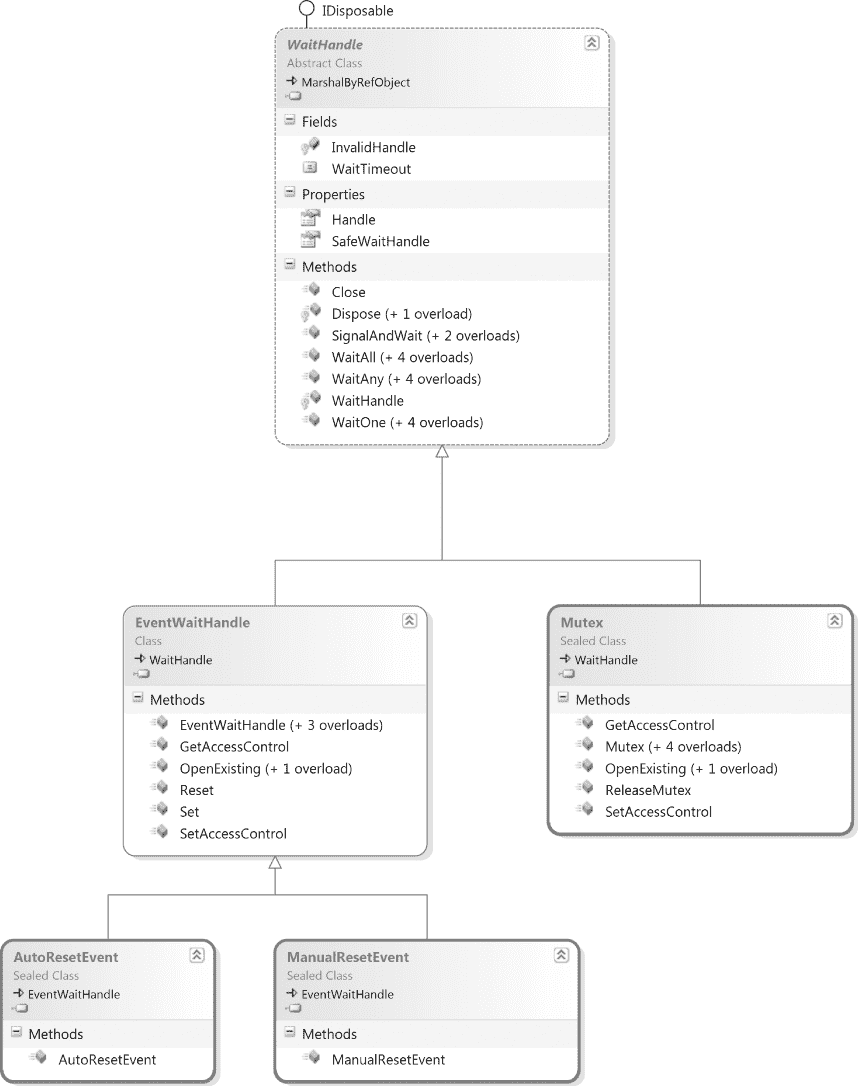 IDisposable
WaitHandle
Abstract Class
MarshalByRefObject
Fields
InvalidHandle
WaitTimeout
Properties
Handle
SafeWaitHandle
Methods
Close
Dispose (+ 1 overload)
SignalAndWait (+ 2 overloads)
WaitAll (+ 4 overloads)
WaitAny (+ 4 overloads)
WaitHandle
WaitOne (+ 4 overloads)
EventWaitHandle
Class
WaitHandle
Methods
EventWaitHandle (+ 3 overloads)
GetAccessControl
OpenExisting (+ 1 overload)
Reset
Set
SetAccessControl
Mutex
Sealed Class
WaitHandle
Methods
GetAccessControl
Mutex (+ 4 overloads)
OpenExisting (+ 1 overload)
ReleaseMutex
SetAccessControl
AutoResetEvent
Sealed Class
EventWaitHandle
Methods
AutoResetEvent
ManualResetEvent
Sealed Class
EventWaitHandle
Methods
ManualResetEvent